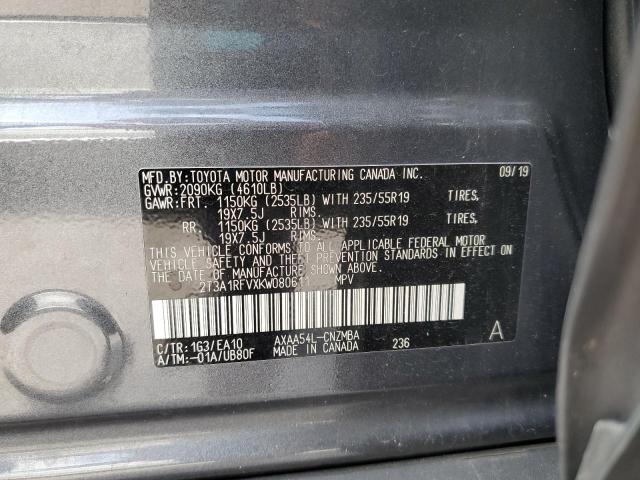 MFD.BY:TOYOTA MOTOR MANUFACTURING CANADA INC. 09/19
GVWR:2090KG (4610LB)
GAWR:FRT. 1150KG (2535LB) WITH 235/55R19 TIRES,
19X7.5J RIMS.
RR. 1150KG (2535LB) WITH 235/55R19 TIRES,
19X7.5J RIMS.
THIS VEHICLE CONFORMS TO ALL APPLICABLE FEDERAL MOTOR
VEHICLE SAFETY AND THEFT PREVENTION STANDARDS IN EFFECT ON
THE DATE OF MANUFACTURE SHOWN ABOVE.
2T3A1RFVXKW080611 MPV
C/TR:1G3/EA10 AXAA54L-CNZMBA A
A/TM:-01A/UB80F MADE IN CANADA 236